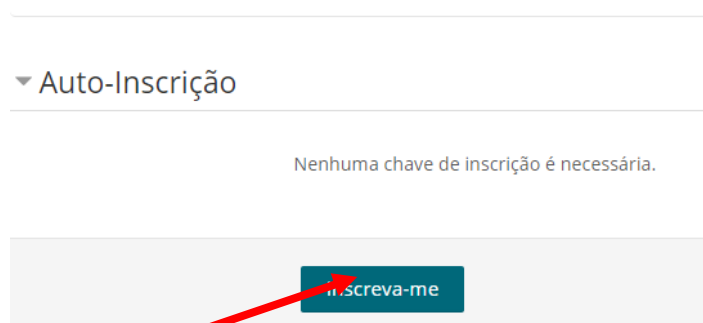 Auto-Inscrição
Nenhuma chave de inscrição é necessária.
Inscreva-me